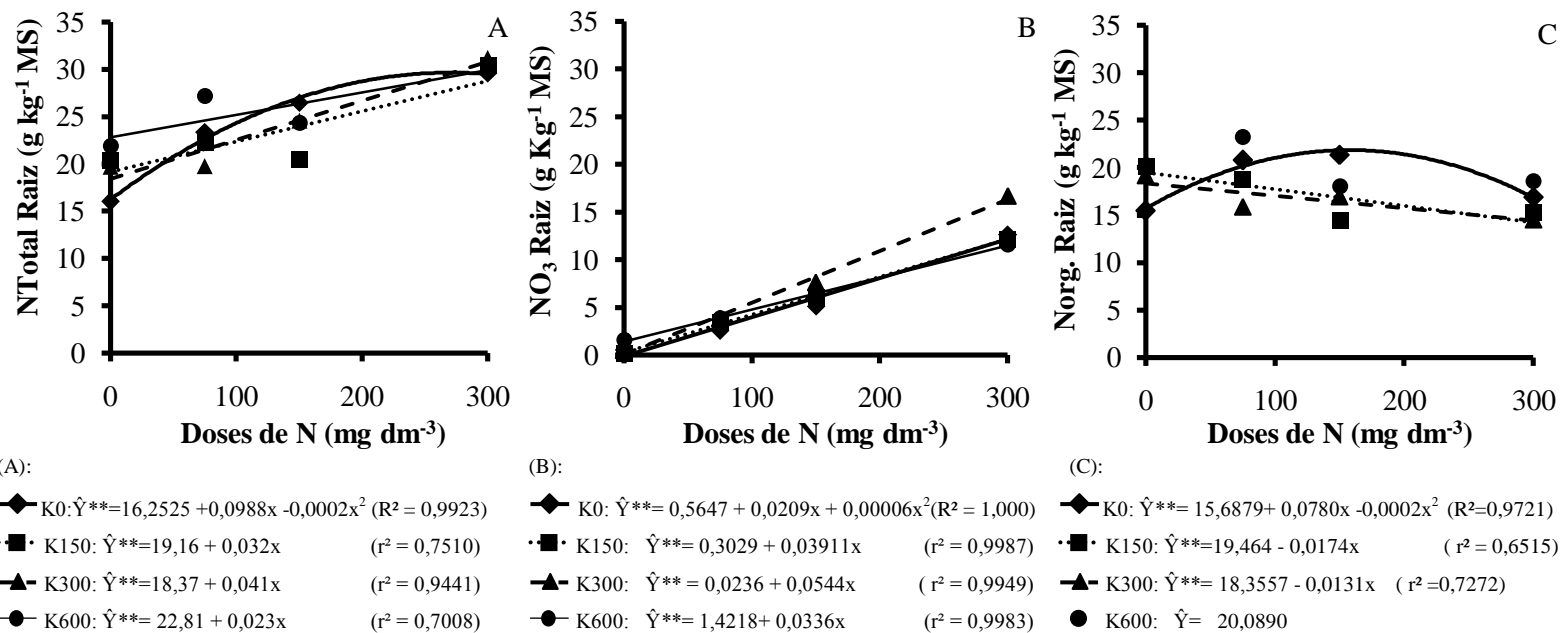 A
NTotal Raiz (g kg⁻¹ MS)
35
30
25
20
15
10
5
0
0 100 200 300
Doses de N (mg dm⁻³)
B
NO₃ Raiz (g Kg⁻¹ MS)
35
30
25
20
15
10
5
0
0 100 200 300
Doses de N (mg dm⁻³)
C
Norg. Raiz (g kg⁻¹ MS)
35
30
25
20
15
10
5
0
0 100 200 300
Doses de N (mg dm⁻³)
(A):
K0:Ŷ**=16,2525 +0,0988x -0,0002x² (R² = 0,9923)
K150: Ŷ**=19,16 + 0,032x (r² = 0,7510)
K300: Ŷ**=18,37 + 0,041x (r² = 0,9441)
K600: Ŷ**= 22,81 + 0,023x (r² = 0,7008)
(B):
K0: Ŷ**= 0,5647 + 0,0209x + 0,00006x²(R² = 1,000)
K150: Ŷ**= 0,3029 + 0,03911x (r² = 0,9987)
K300: Ŷ** = 0,0236 + 0,0544x ( r² = 0,9949)
K600: Ŷ**= 1,4218+ 0,0336x (r² = 0,9983)
(C):
K0: Ŷ**= 15,6879+ 0,0780x -0,0002x² (R²=0,9721)
K150: Ŷ**=19,464 - 0,0174x ( r² = 0,6515)
K300: Ŷ**= 18,3557 - 0,0131x ( r² =0,7272)
K600: Ŷ= 20,0890